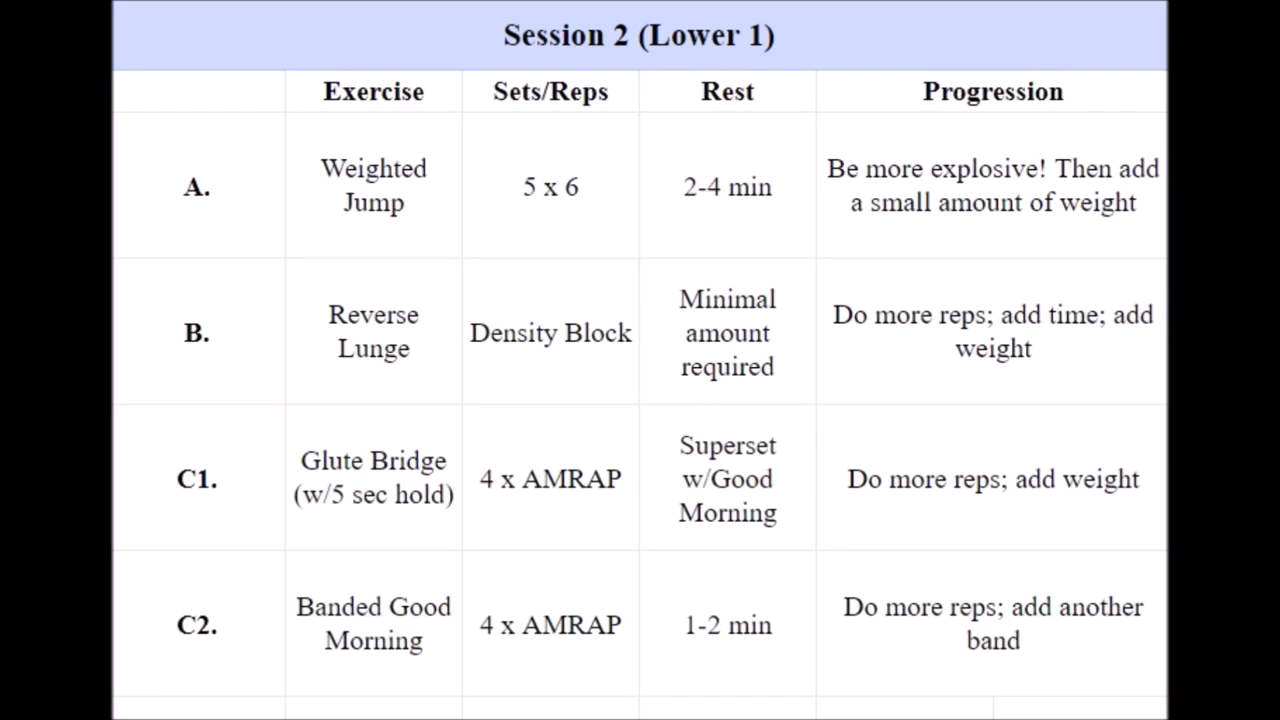 Session 2 (Lower 1)
Exercise Sets/Reps Rest Progression
A.
Weighted
Jump
5 x 6
2-4 min
Be more explosive! Then add
a small amount of weight
B.
Reverse
Lunge
Density Block
Minimal
amount
required
Do more reps; add time; add
weight
C1.
Glute Bridge
(w/5 sec hold)
4 x AMRAP
Superset
w/Good
Morning
Do more reps; add weight
C2.
Banded Good
Morning
4 x AMRAP
1-2 min
Do more reps; add another
band